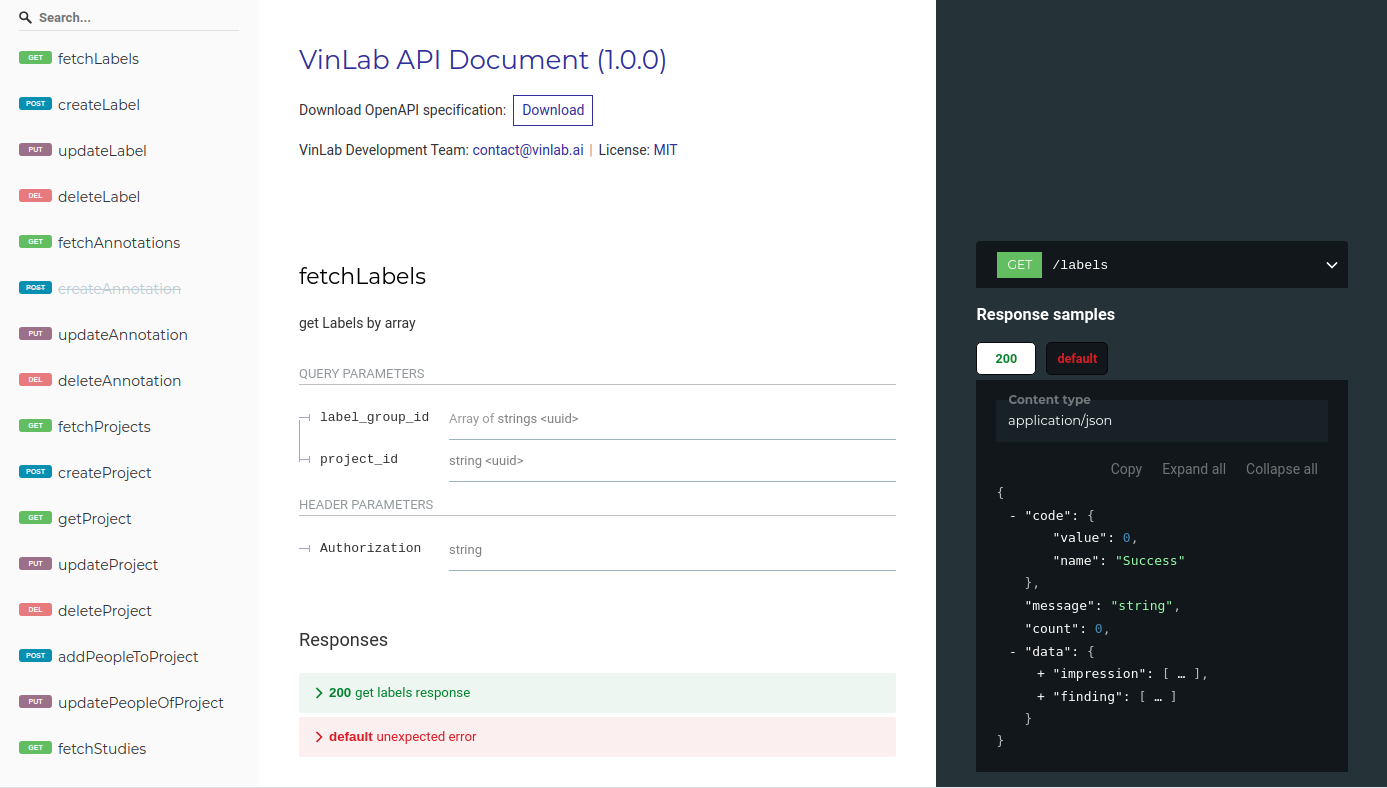 Search...
GET fetchLabels
POST createLabel
PUT updateLabel
DEL deleteLabel
GET fetchAnnotations
POST createAnnotation
PUT updateAnnotation
DEL deleteAnnotation
GET fetchProjects
POST createProject
GET getProject
PUT updateProject
DEL deleteProject
POST addPeopleToProject
PUT updatePeopleOfProject
GET fetchStudies
VinLab API Document (1.0.0)
Download OpenAPI specification: Download
VinLab Development Team: contact@vinlab.ai | License: MIT
fetchLabels
get Labels by array
QUERY PARAMETERS
label_group_id Array of strings <uuid>
project_id string <uuid>
HEADER PARAMETERS
Authorization string
Responses
200 get labels response
default unexpected error
GET /labels
Response samples
200 default
Content type
application/json
Copy Expand all Collapse all
{
- "code": {
"value": 0,
"name": "Success"
},
"message": "string",
"count": 0,
- "data": {
+ "impression": [ … ],
+ "finding": [ … ]
}
}